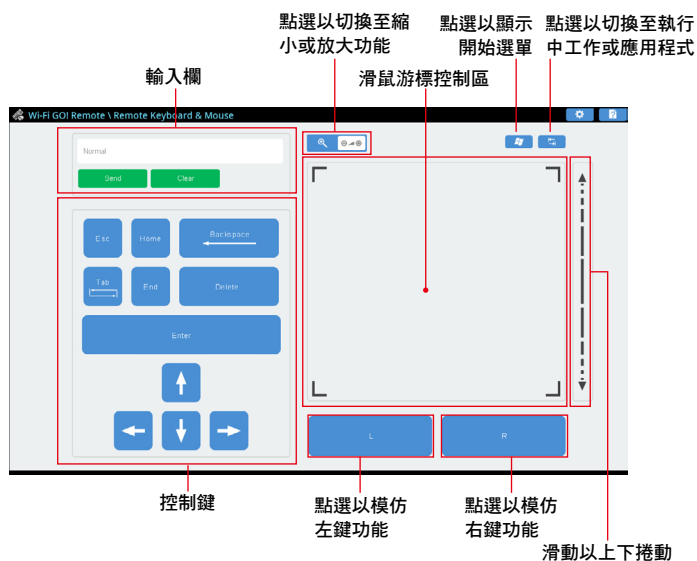 點選以切換至縮
小或放大功能
點選以顯示
開始選單
點選以切換至執行
中工作或應用程式
輸入欄
滑鼠游標控制區
Wi-Fi GO! Remote \ Remote Keyboard & Mouse
Normal
Send
Clear
Esc
Home
Backspace
Tab
End
Delete
Enter
L
R
控制鍵
點選以模仿
左鍵功能
點選以模仿
右鍵功能
滑動以上下捲動